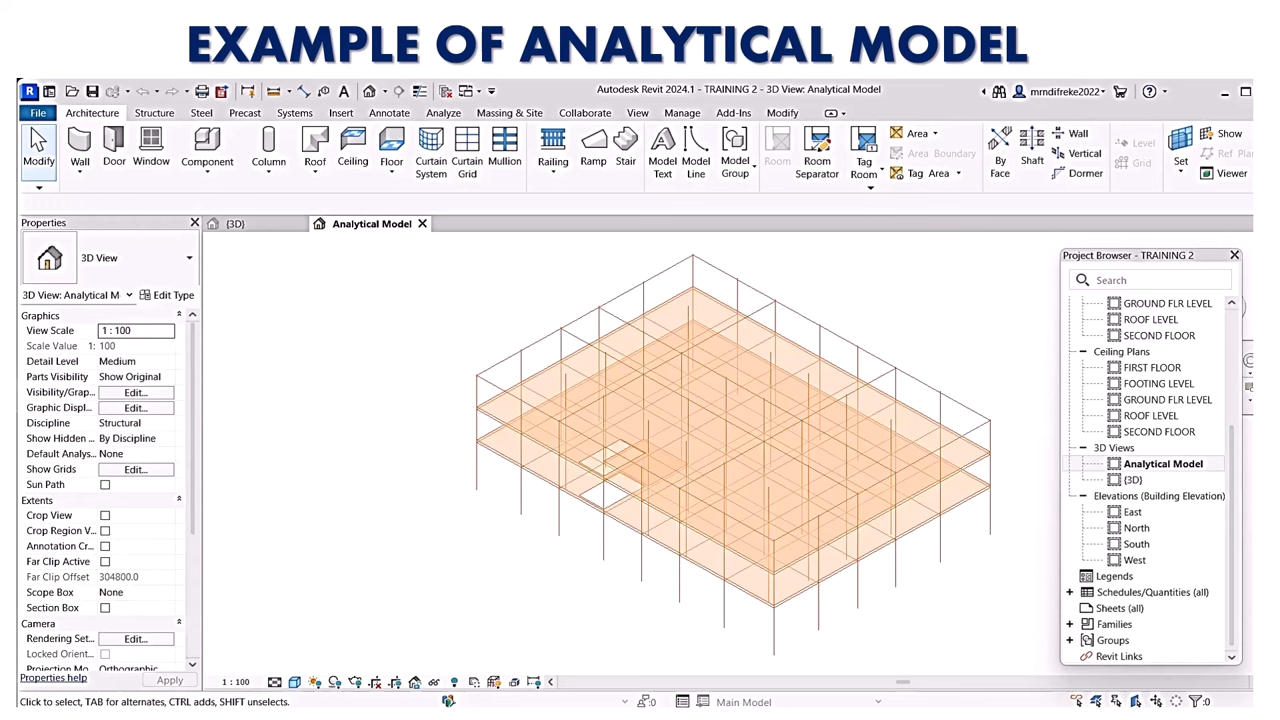 EXAMPLE OF ANALYTICAL MODEL
Autodesk Revit 2024.1 - TRAINING 2 - 3D View: Analytical Model
mrndifreke2022
File Architecture Structure Steel Precast Systems Insert Annotate Analyze Massing & Site Collaborate View Manage Add-Ins Modify
Modify Wall Door Window Component Column Roof Ceiling Floor Curtain System Curtain Grid Mullion Railing Ramp Stair Model Text Model Line Model Group Room Room Separator Tag Room
Area
Area Boundary
Tag Area
By Face Shaft
Wall
Vertical
Dormer
Level
Grid
Set
Show
Ref
Viewer
Properties
{3D}
Analytical Model
3D View
3D View: Analytical M
Edit Type
Graphics
View Scale 1 : 100
Scale Value 1: 100
Detail Level Medium
Parts Visibility Show Original
Visibility/Grap... Edit...
Graphic Displ... Edit...
Discipline Structural
Show Hidden ... By Discipline
Default Analys... None
Show Grids Edit...
Sun Path
Extents
Crop View
Crop Region V...
Annotation Cr...
Far Clip Active
Far Clip Offset 304800.0
Scope Box None
Section Box
Camera
Rendering Set... Edit...
Locked Orient...
Projection Mo... Orthographic
Properties help
Apply
Project Browser - TRAINING 2
Search
GROUND FLR LEVEL
ROOF LEVEL
SECOND FLOOR
Ceiling Plans
FIRST FLOOR
FOOTING LEVEL
GROUND FLR LEVEL
ROOF LEVEL
SECOND FLOOR
3D Views
Analytical Model
{3D}
Elevations (Building Elevation)
East
North
South
West
Legends
Schedules/Quantities (all)
Sheets (all)
Families
Groups
Revit Links
1 : 100
Click to select, TAB for alternates, CTRL adds, SHIFT unselects.
:0
Main Model
:0